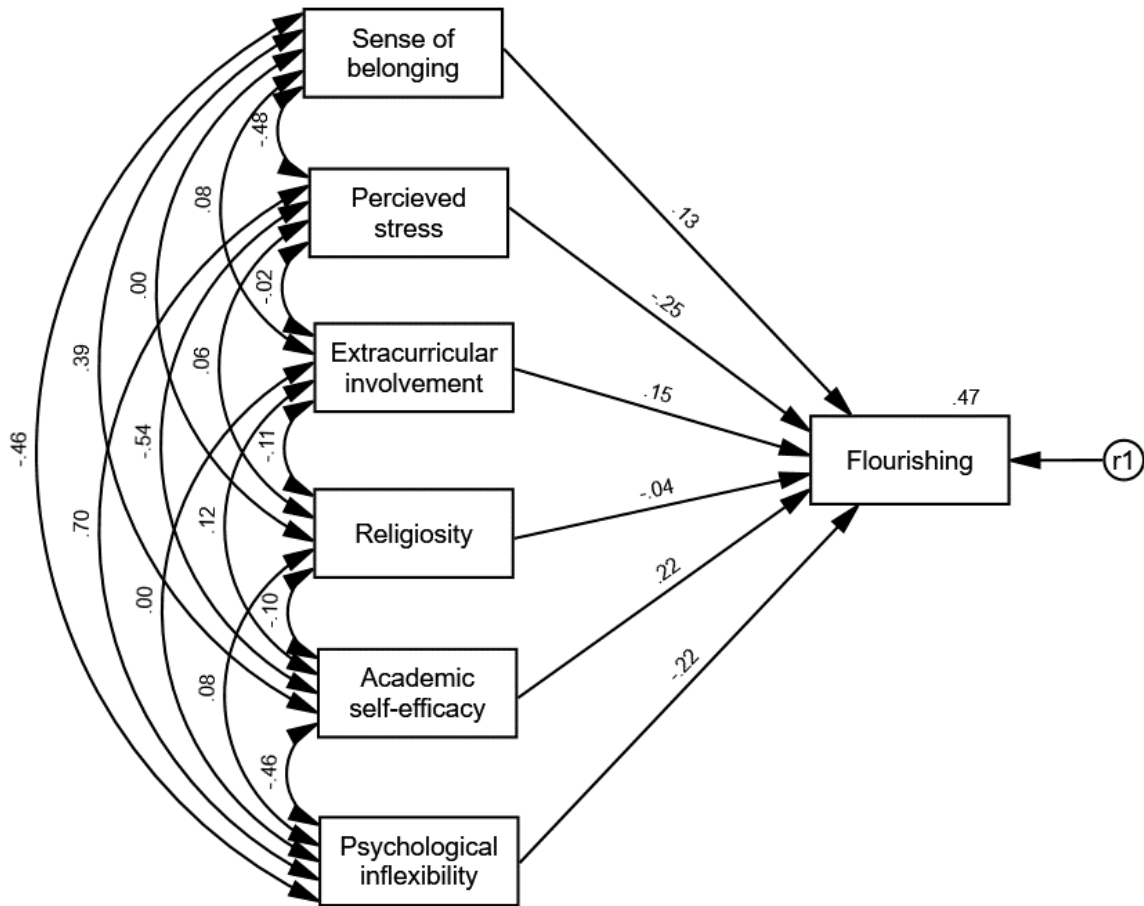 Sense of
belonging
-.48
.08
Percieved
stress
.13
.00
-.02
-.25
.39
.06
Extracurricular
involvement
.15
.47
-.46
-.54
-.11
Flourishing
r1
.70
.12
Religiosity
-.04
.00
-.10
.22
.08
Academic
self-efficacy
-.22
-.46
Psychological
inflexibility